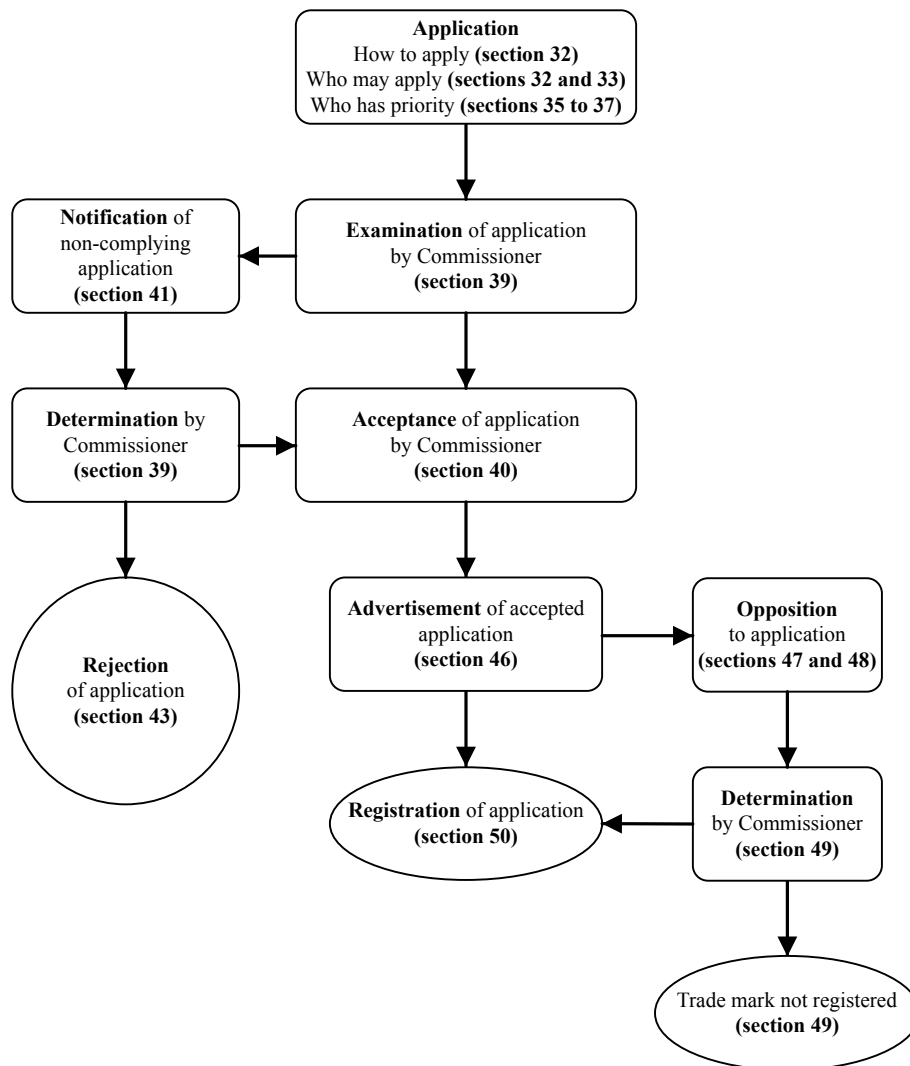 Application
How to apply (section 32)
Who may apply (sections 32 and 33)
Who has priority (sections 35 to 37)
Notification of
non-complying
application
(section 41)
Examination of application
by Commissioner
(section 39)
Determination by
Commissioner
(section 39)
Acceptance of application
by Commissioner
(section 40)
Rejection
of application
(section 43)
Advertisement of accepted
application
(section 46)
Opposition
to application
(sections 47 and 48)
Registration of application
(section 50)
Determination
by Commissioner
(section 49)
Trade mark not registered
(section 49)